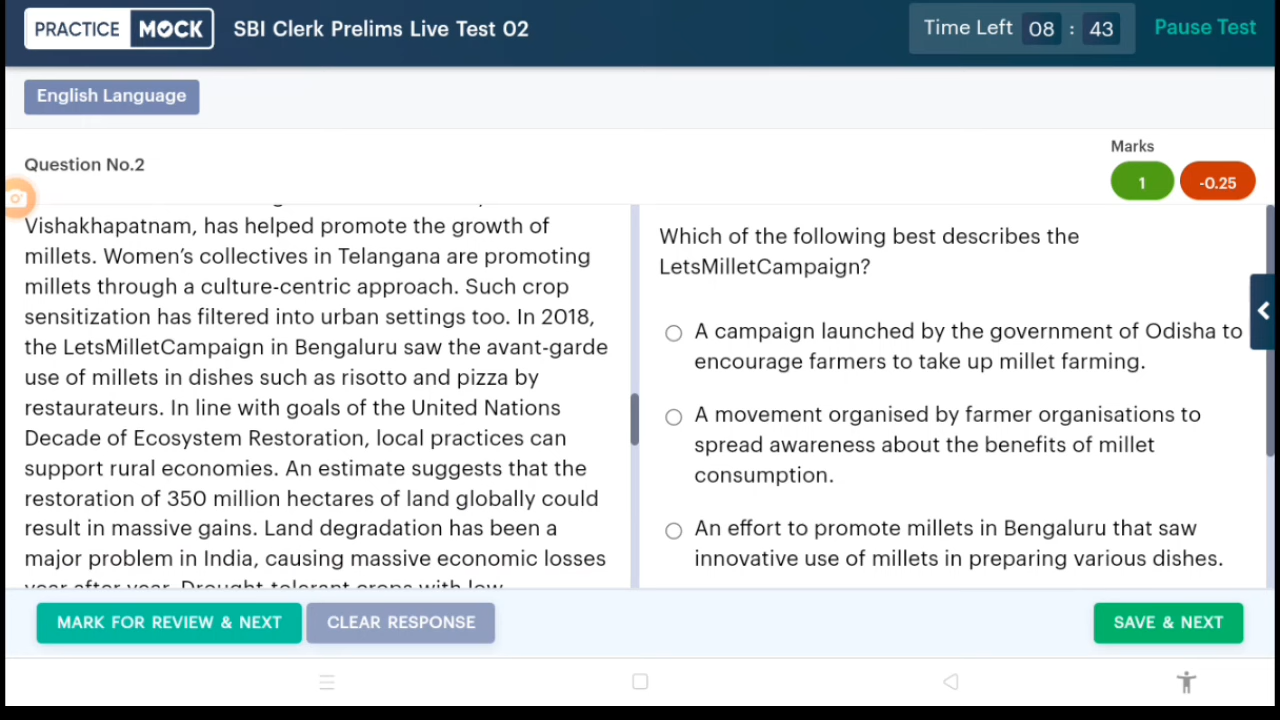 PRACTICE MOCK SBI Clerk Prelims Live Test 02 Time Left 08 : 43 Pause Test
English Language
Question No.2
Marks
1 -0.25
Vishakhapatnam, has helped promote the growth of
millets. Women's collectives in Telangana are promoting
millets through a culture-centric approach. Such crop
sensitization has filtered into urban settings too. In 2018,
the LetsMilletCampaign in Bengaluru saw the avant-garde
use of millets in dishes such as risotto and pizza by
restaurateurs. In line with goals of the United Nations
Decade of Ecosystem Restoration, local practices can
support rural economies. An estimate suggests that the
restoration of 350 million hectares of land globally could
result in massive gains. Land degradation has been a
major problem in India, causing massive economic losses
year after year. Drought-tolerant crops with low
Which of the following best describes the
LetsMilletCampaign?
A campaign launched by the government of Odisha to
encourage farmers to take up millet farming.
A movement organised by farmer organisations to
spread awareness about the benefits of millet
consumption.
An effort to promote millets in Bengaluru that saw
innovative use of millets in preparing various dishes.
MARK FOR REVIEW & NEXT CLEAR RESPONSE SAVE & NEXT